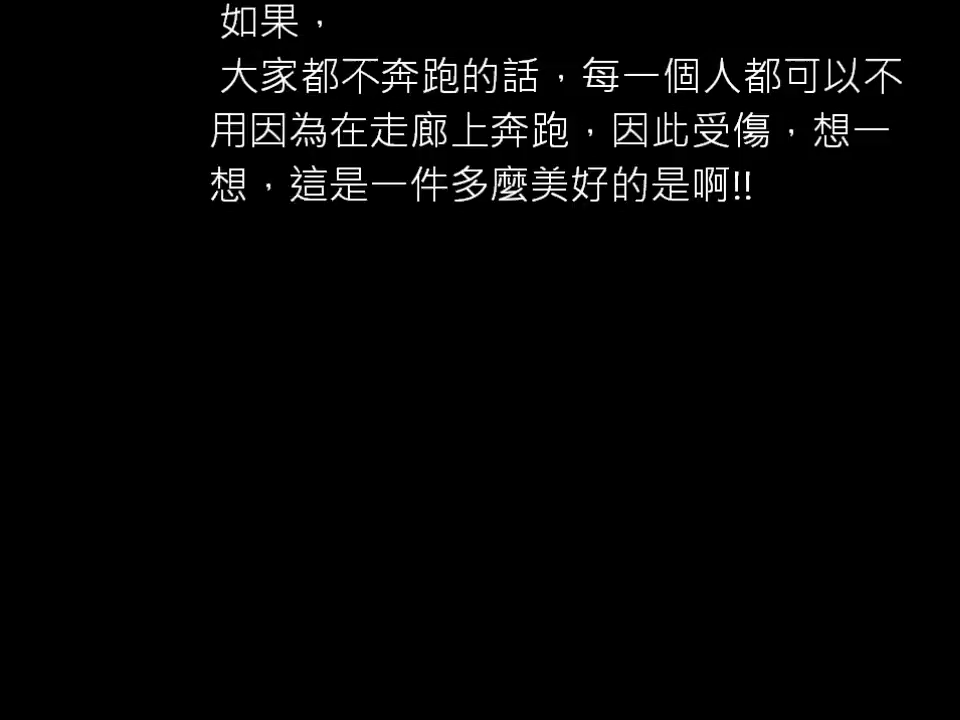 如果，
大家都不奔跑的話，每一個人都可以不
用因為在走廊上奔跑，因此受傷，想一
想，這是一件多麼美好的是啊!!